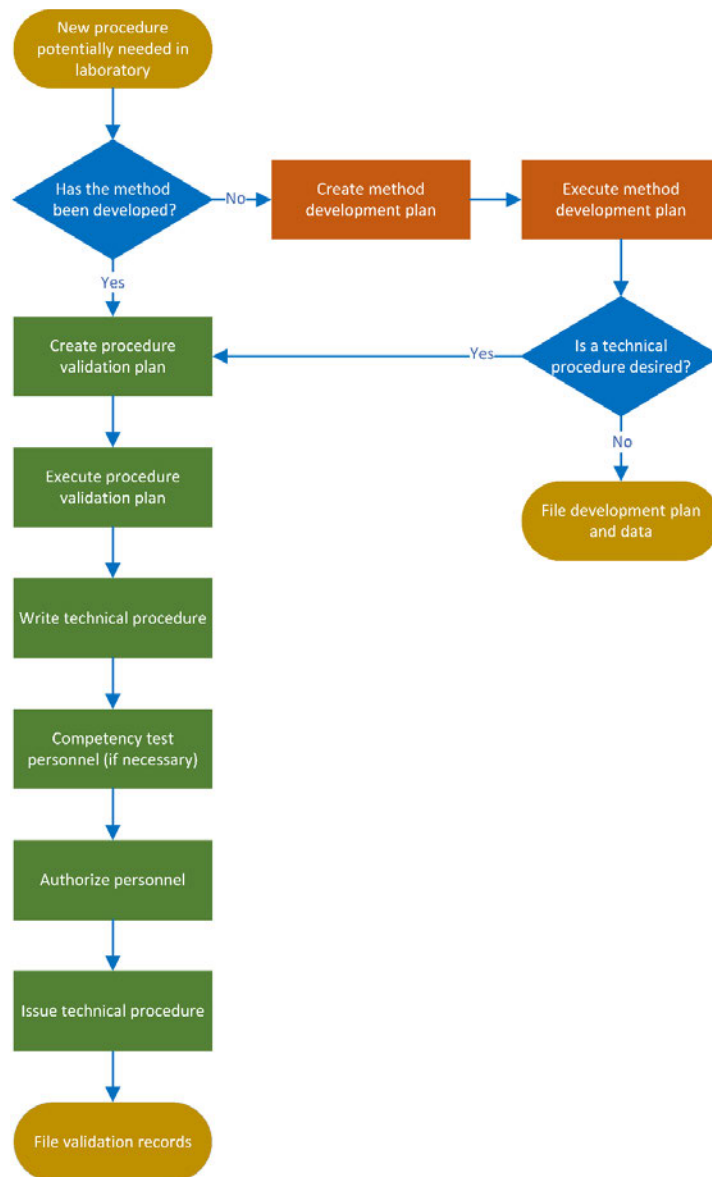 New procedure
potentially needed in
laboratory
Has the method
been developed?
No
Create method
development plan
Execute method
development plan
Yes
Create procedure
validation plan
Yes
Is a technical
procedure desired?
No
Execute procedure
validation plan
File development plan
and data
Write technical procedure
Competency test
personnel (if necessary)
Authorize personnel
Issue technical procedure
File validation records